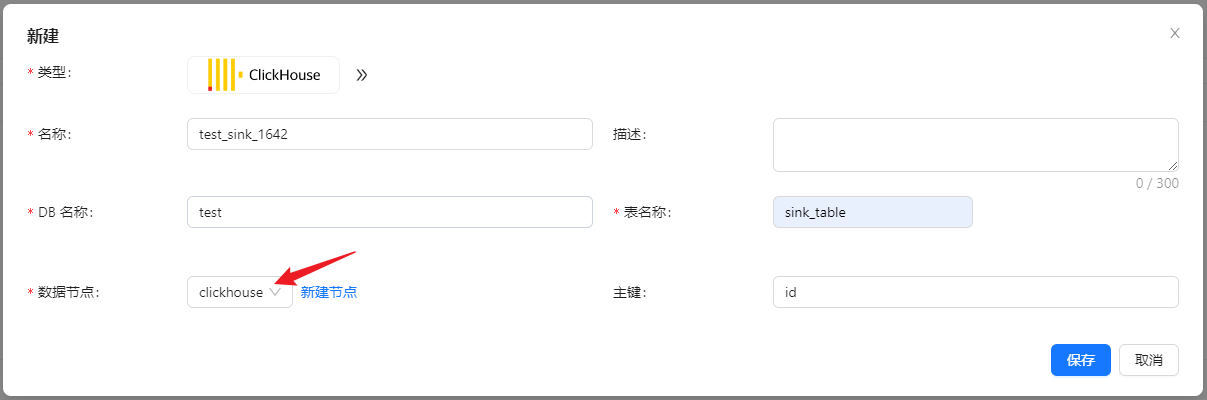 新建
* 类型: ClickHouse
* 名称: test_sink_1642 描述:
0 / 300
* DB 名称: test * 表名称: sink_table
* 数据节点: clickhouse 新建节点 主键: id
保存 取消